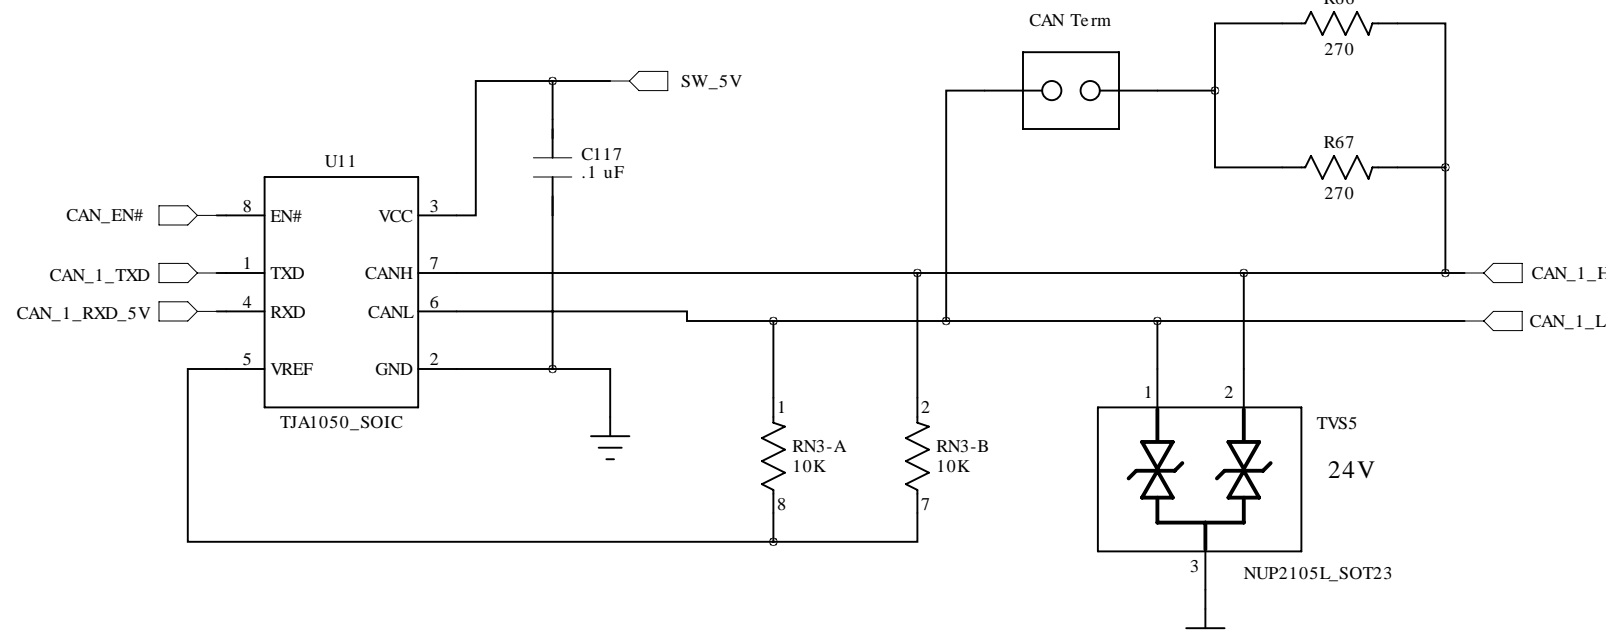 CAN Term
270
SW_5V
R67
270
U11
C117
.1 uF
CAN_EN#
8
EN#
VCC
3
CAN_1_TXD
1
TXD
CANH
7
CAN_1_H
CAN_1_RXD_5V
4
RXD
CANL
6
CAN_1_L
5
VREF
GND
2
TJA1050_SOIC
1
2
RN3-A
10K
RN3-B
10K
8
7
1
2
TVS5
24V
3
NUP2105L_SOT23